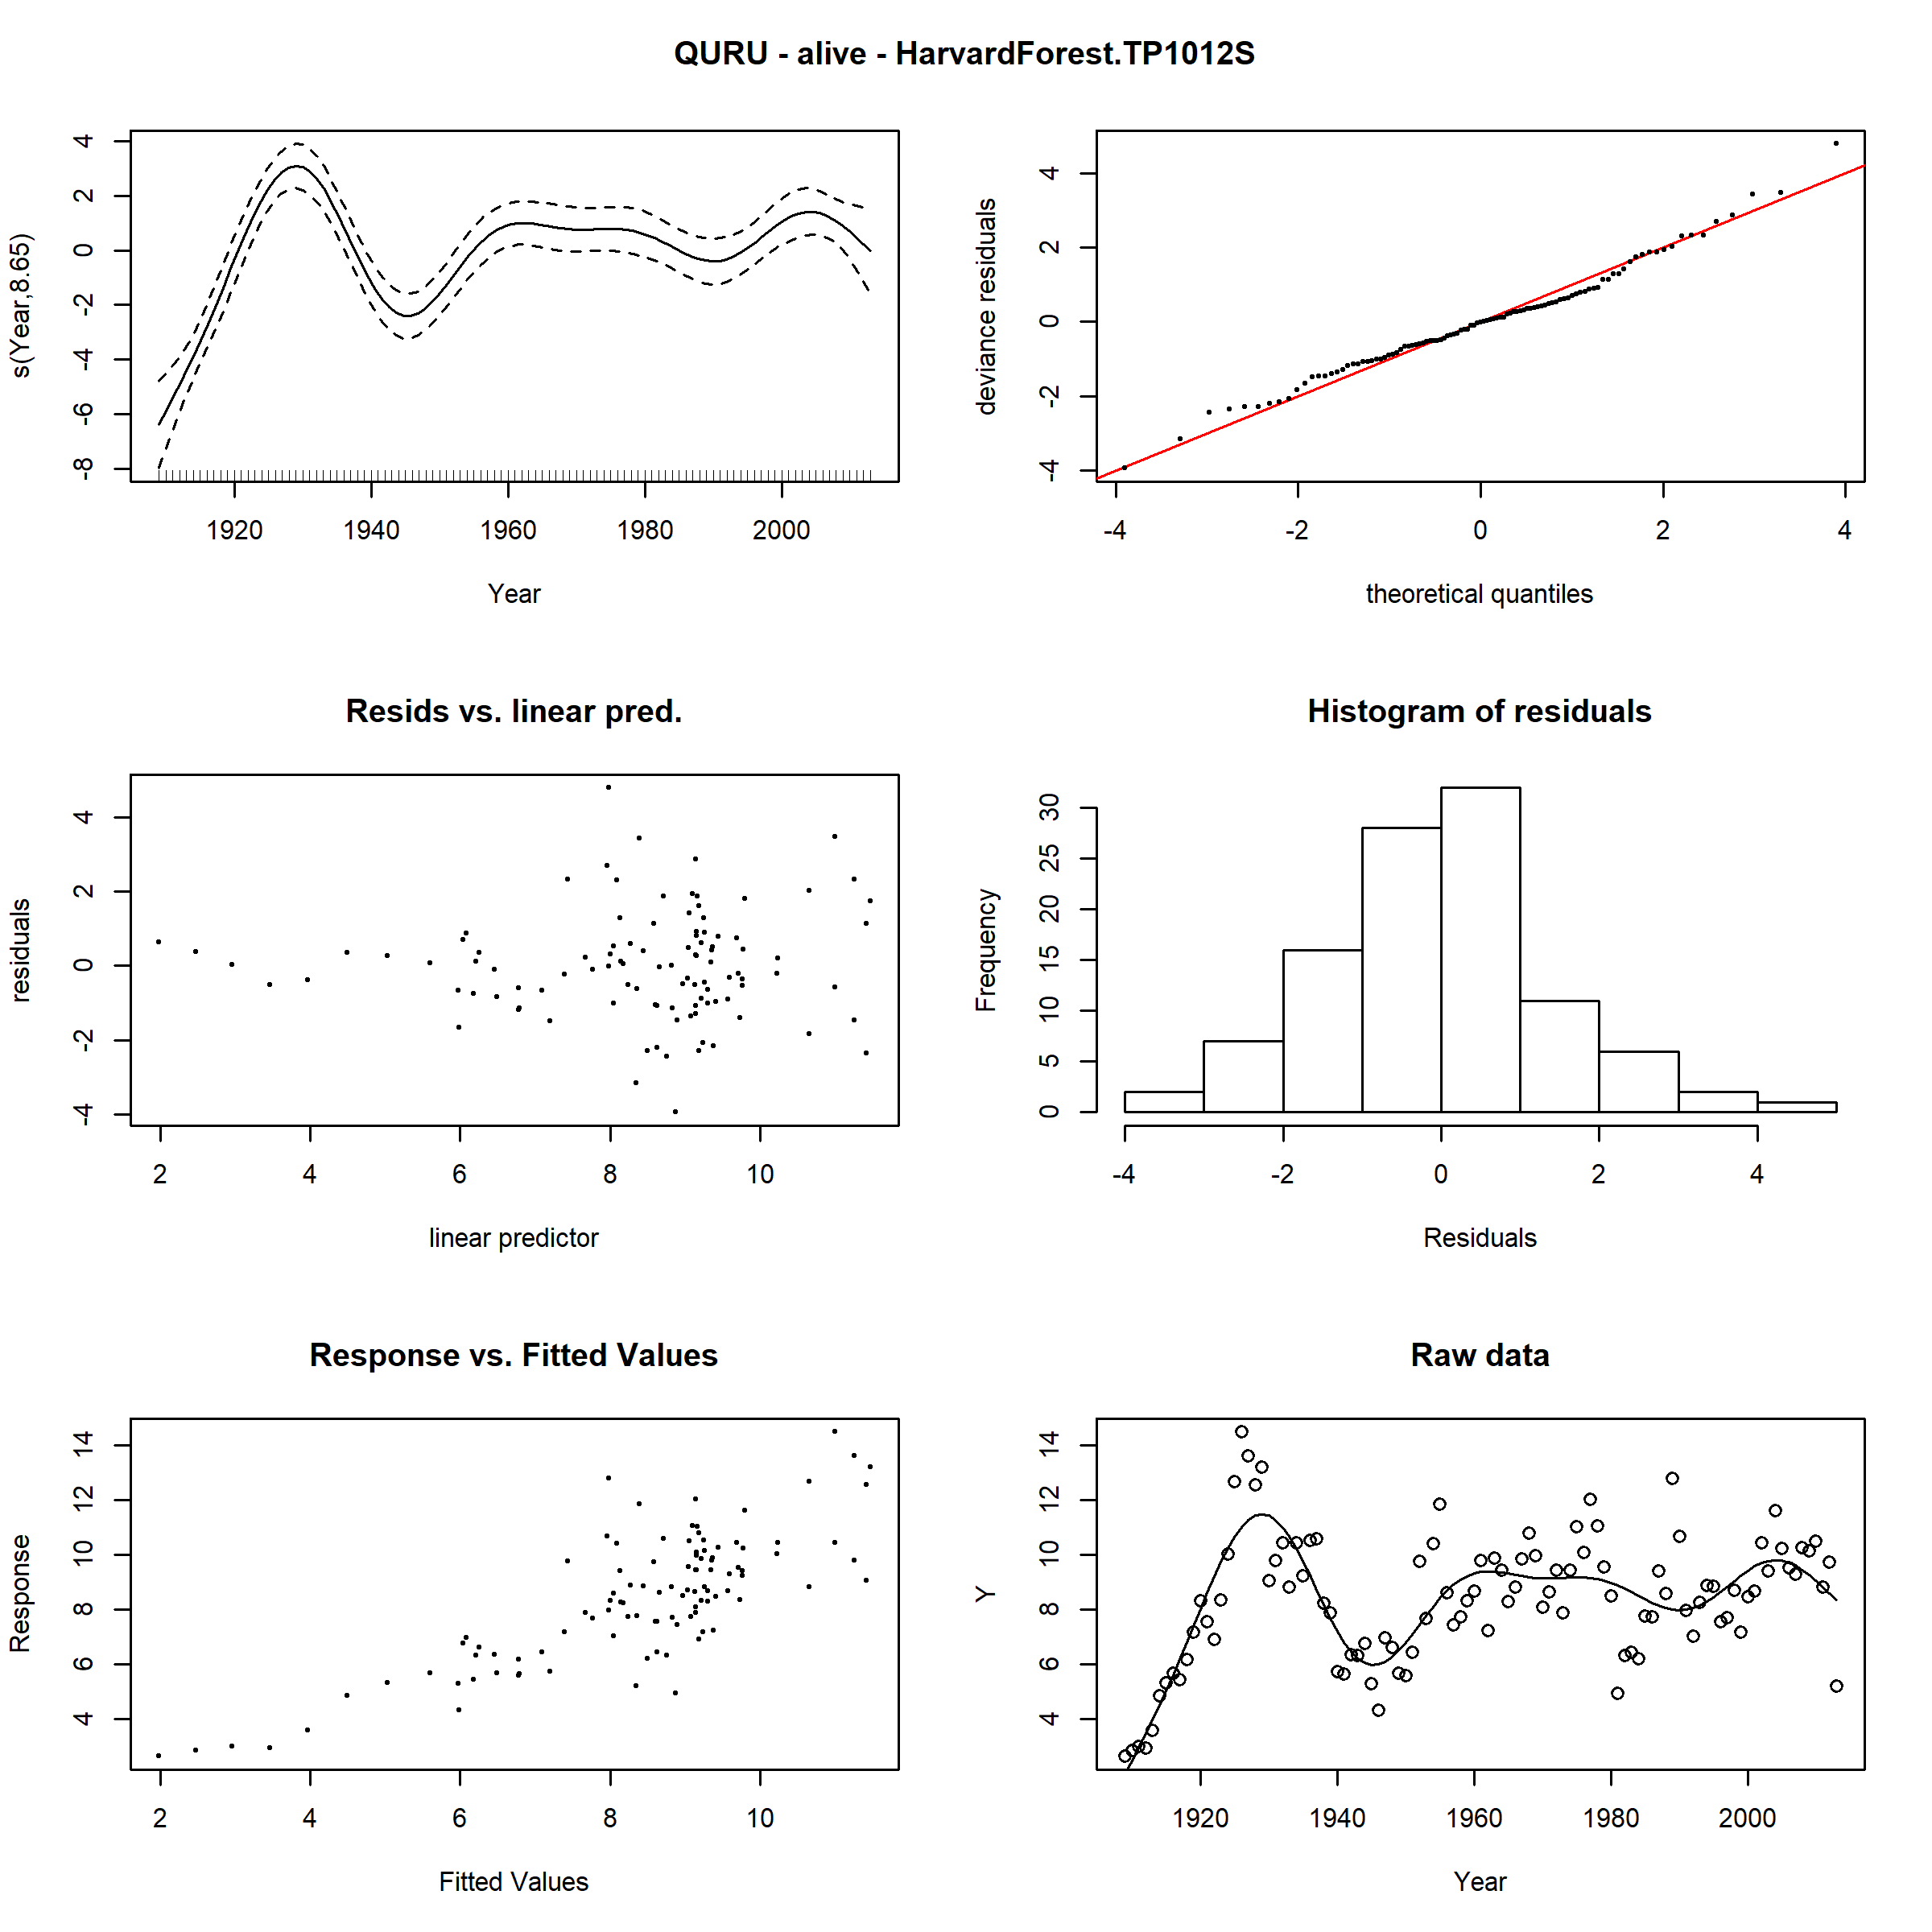 QURU - alive - HarvardForest.TP1012S
s(Year,8.65)
4
2
0
-2
-4
-6
-8
1920 1940 1960 1980 2000
Year
deviance residuals
4
2
0
-2
-4
-4 -2 0 2 4
theoretical quantiles
Resids vs. linear pred.
residuals
4
2
0
-2
-4
2 4 6 8 10
linear predictor
Histogram of residuals
Frequency
30
25
20
15
10
5
0
-4 -2 0 2 4
Residuals
Response vs. Fitted Values
Response
14
12
10
8
6
4
2 4 6 8 10
Fitted Values
Raw data
Y
14
12
10
8
6
4
1920 1940 1960 1980 2000
Year